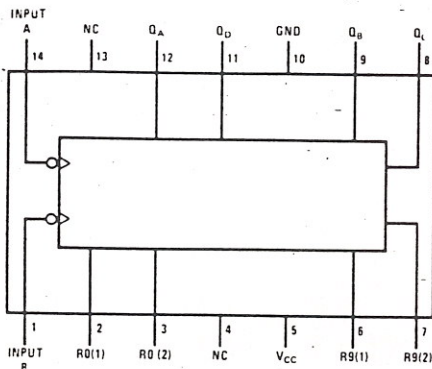 INPUT
A NC QA QD GND QB
14 13 12 11 10 9 8
1 2 3 4 5 6 7
INPUT R0(1) R0(2) NC VCC R9(1) R9(2)